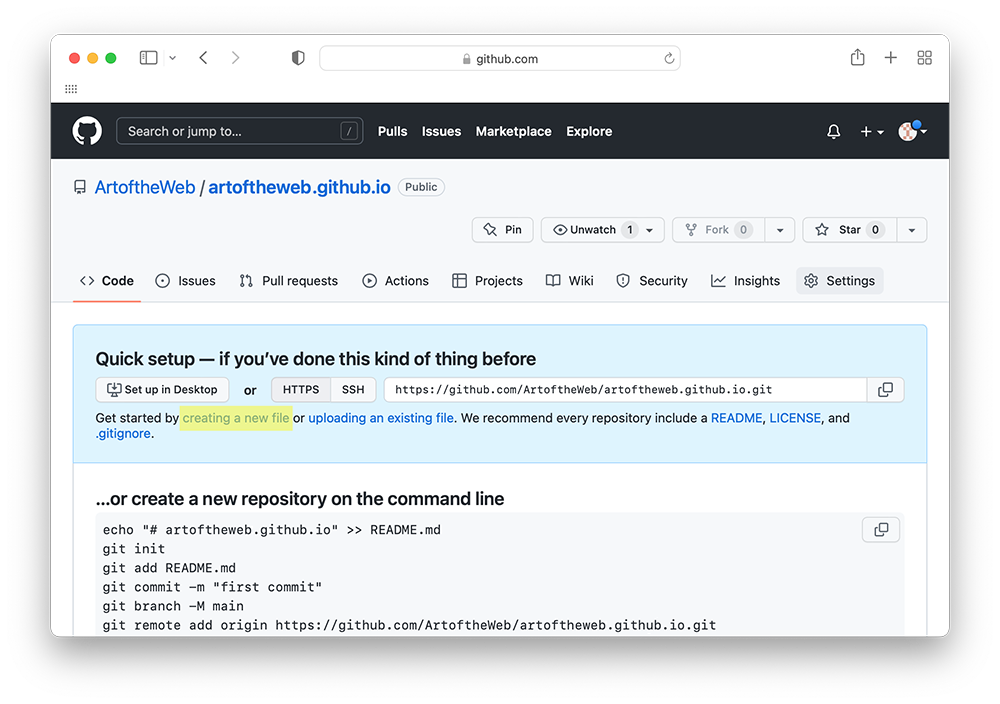 github.com
Search or jump to... / Pulls Issues Marketplace Explore
ArtoftheWeb / artoftheweb.github.io Public
Pin Unwatch 1 Fork 0 Star 0
Code Issues Pull requests Actions Projects Wiki Security Insights Settings
Quick setup — if you’ve done this kind of thing before
Set up in Desktop or HTTPS SSH https://github.com/ArtoftheWeb/artoftheweb.github.io.git
Get started by creating a new file or uploading an existing file. We recommend every repository include a README, LICENSE, and
.gitignore.
…or create a new repository on the command line
echo "# artoftheweb.github.io" >> README.md
git init
git add README.md
git commit -m "first commit"
git branch -M main
git remote add origin https://github.com/ArtoftheWeb/artoftheweb.github.io.git